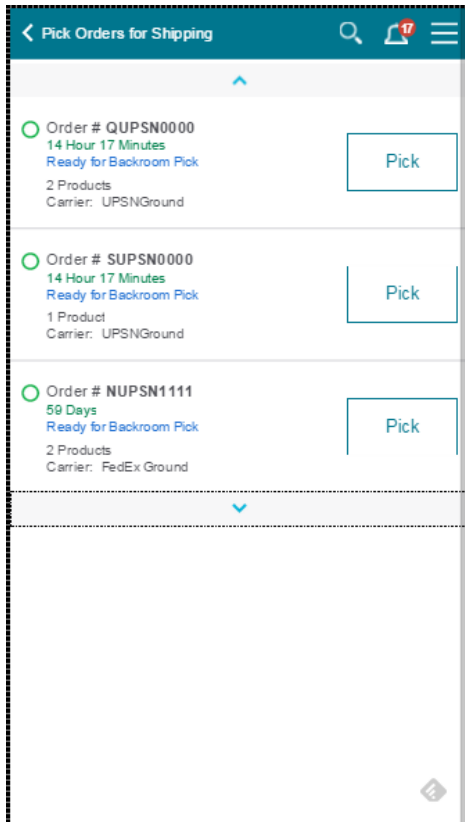 Pick Orders for Shipping
17
Order # QUPSN0000
14 Hour 17 Minutes
Ready for Backroom Pick
2 Products
Carrier: UPSNGround
Pick
Order # SUPSN0000
14 Hour 17 Minutes
Ready for Backroom Pick
1 Product
Carrier: UPSNGround
Pick
Order # NUPSN1111
59 Days
Ready for Backroom Pick
2 Products
Carrier: FedEx Ground
Pick